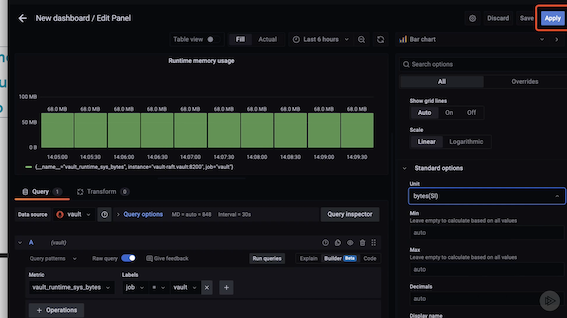 New dashboard / Edit Panel
Discard
Save
Apply
Table view
Fill
Actual
Last 6 hours
Bar chart
Runtime memory usage
Search options
All
Overrides
100 MB
50 MB
0 MB
68.0 MB 68.0 MB 68.0 MB 68.0 MB 68.0 MB 68.0 MB 68.0 MB 68.0 MB 68.0 MB 68.0 MB
14:05:00 14:05:30 14:06:00 14:06:30 14:07:00 14:07:30 14:08:00 14:08:30 14:09:00 14:09:30
{__name__="vault_runtime_sys_bytes", instance="vault-raft.vault:8200", job="vault"}
Show grid lines
Auto On Off
Scale
Linear Logarithmic
Standard options
Unit
bytes(SI)
Min
Leave empty to calculate based on all values
auto
Max
Leave empty to calculate based on all values
auto
Decimals
auto
Display name
Query 1
Transform 0
Data source
vault
Query options
MD = auto = 848
Interval = 30s
Query inspector
A (vault)
Query patterns
Raw query
Give feedback
Run queries
Explain
Builder Beta
Code
Metric
Labels
vault_runtime_sys_bytes
job = vault
+ Operations